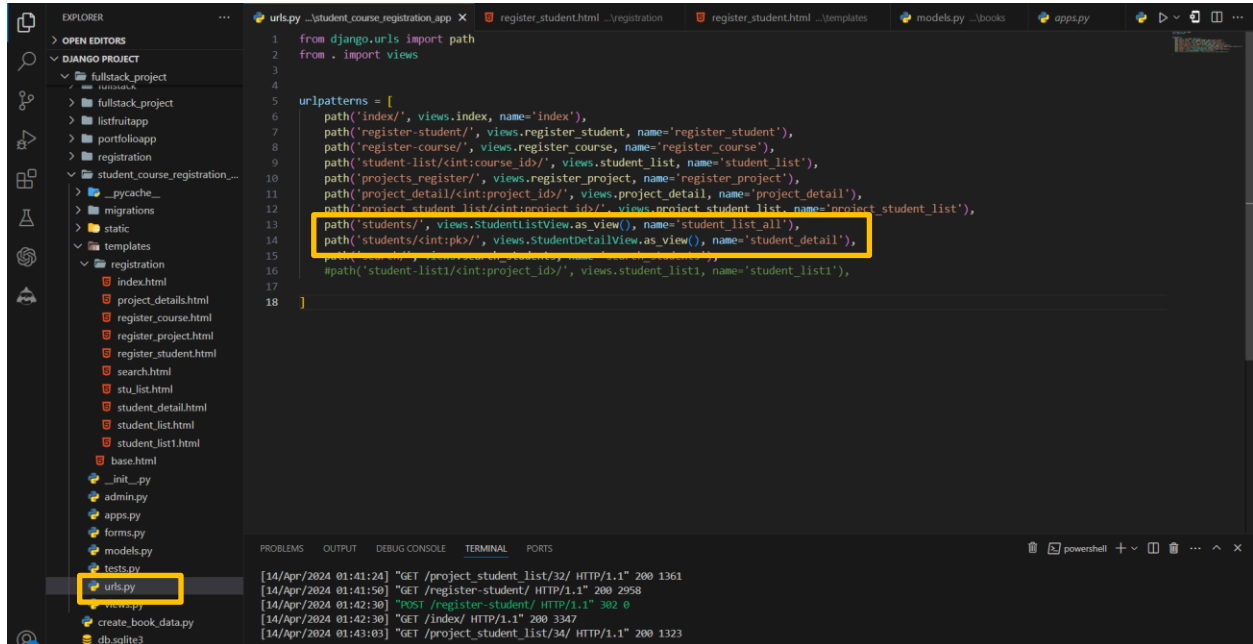 EXPLORER
OPEN EDITORS
DJANGO PROJECT
fullstack_project
fullstack
fullstack_project
listfruitapp
portfolioapp
registration
student_course_registration_...
__pycache__
migrations
static
templates
registration
index.html
project_details.html
register_course.html
register_project.html
register_student.html
search.html
stu_list.html
student_detail.html
student_list.html
student_list1.html
base.html
__init__.py
admin.py
apps.py
forms.py
models.py
tests.py
urls.py
views.py
create_book_data.py
db.sqlite3
urls.py ...\student_course_registration_app
register_student.html ...\registration
register_student.html ...\templates
models.py ...\books
apps.py
1 from django.urls import path
2 from . import views
3
4
5 urlpatterns = [
6 path('index/', views.index, name='index'),
7 path('register-student/', views.register_student, name='register_student'),
8 path('register-course/', views.register_course, name='register_course'),
9 path('student-list/<int:course_id>/', views.student_list, name='student_list'),
10 path('projects_register/', views.register_project, name='register_project'),
11 path('project_detail/<int:project_id>/', views.project_detail, name='project_detail'),
12 path('project_student_list/<int:project_id>/', views.project_student_list, name='project_student_list'),
13 path('students/', views.StudentListView.as_view(), name='student_list_all'),
14 path('students/<int:pk>/', views.StudentDetailView.as_view(), name='student_detail'),
15 path('search/', views.search_students, name='search_students'),
16 #path('student-list1/<int:project_id>/', views.student_list1, name='student_list1'),
17
18 ]
PROBLEMS OUTPUT DEBUG CONSOLE TERMINAL PORTS
powershell
[14/Apr/2024 01:41:24] "GET /project_student_list/32/ HTTP/1.1" 200 1361
[14/Apr/2024 01:41:50] "GET /register-student/ HTTP/1.1" 200 2958
[14/Apr/2024 01:42:30] "POST /register-student/ HTTP/1.1" 302 0
[14/Apr/2024 01:42:30] "GET /index/ HTTP/1.1" 200 3347
[14/Apr/2024 01:43:03] "GET /project_student_list/34/ HTTP/1.1" 200 1323